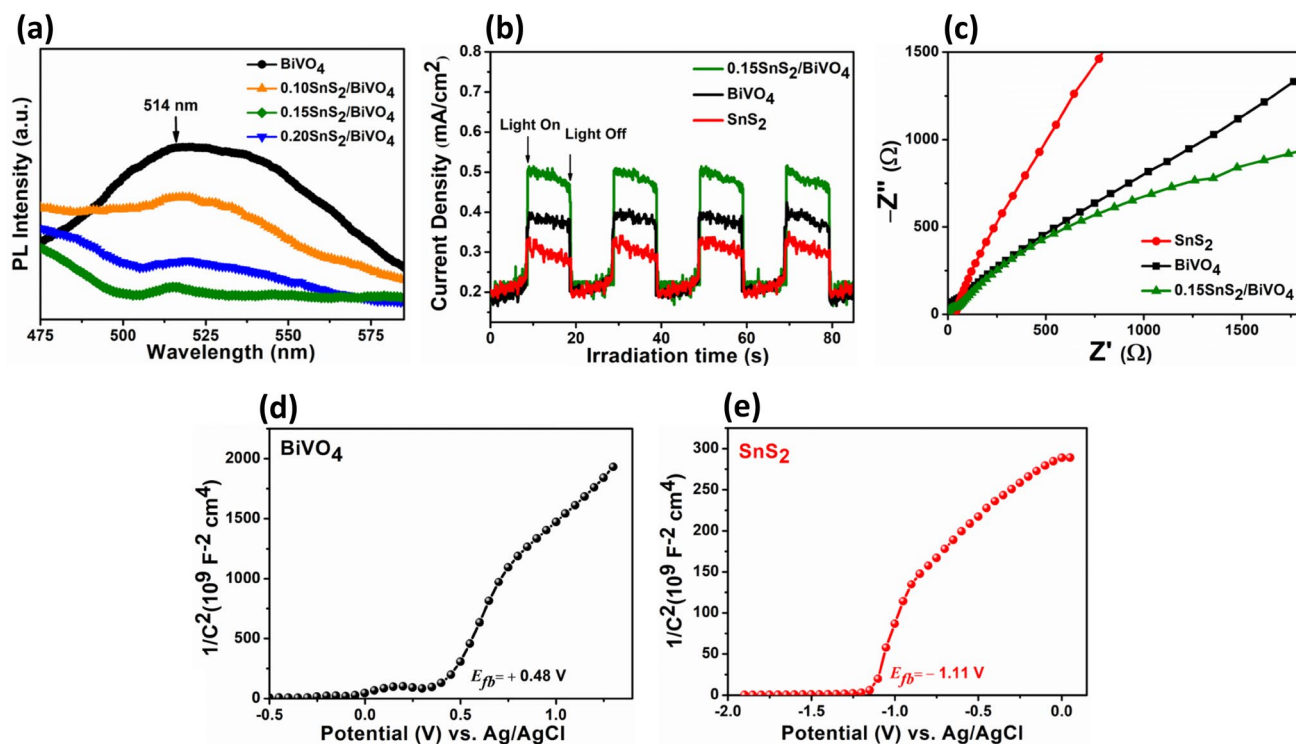 (a)
BiVO₄
0.10SnS₂/BiVO₄
0.15SnS₂/BiVO₄
0.20SnS₂/BiVO₄
514 nm
PL Intensity (a.u.)
475 500 525 550 575
Wavelength (nm)
(b)
0.15SnS₂/BiVO₄
BiVO₄
SnS₂
Light On
Light Off
Current Density (mA/cm²)
0.8
0.7
0.6
0.5
0.4
0.3
0.2
0 20 40 60 80
Irradiation time (s)
(c)
−Z'' (Ω)
1500
1250
1000
750
500
250
0
SnS₂
BiVO₄
0.15SnS₂/BiVO₄
0 500 1000 1500
Z' (Ω)
(d)
BiVO₄
1/C² (10⁹ F⁻² cm⁴)
2000
1500
1000
500
0
E_fb = + 0.48 V
-0.5 0.0 0.5 1.0
Potential (V) vs. Ag/AgCl
(e)
SnS₂
1/C² (10⁹ F⁻² cm⁴)
300
250
200
150
100
50
0
E_fb = − 1.11 V
-2.0 -1.5 -1.0 -0.5 0.0
Potential (V) vs. Ag/AgCl